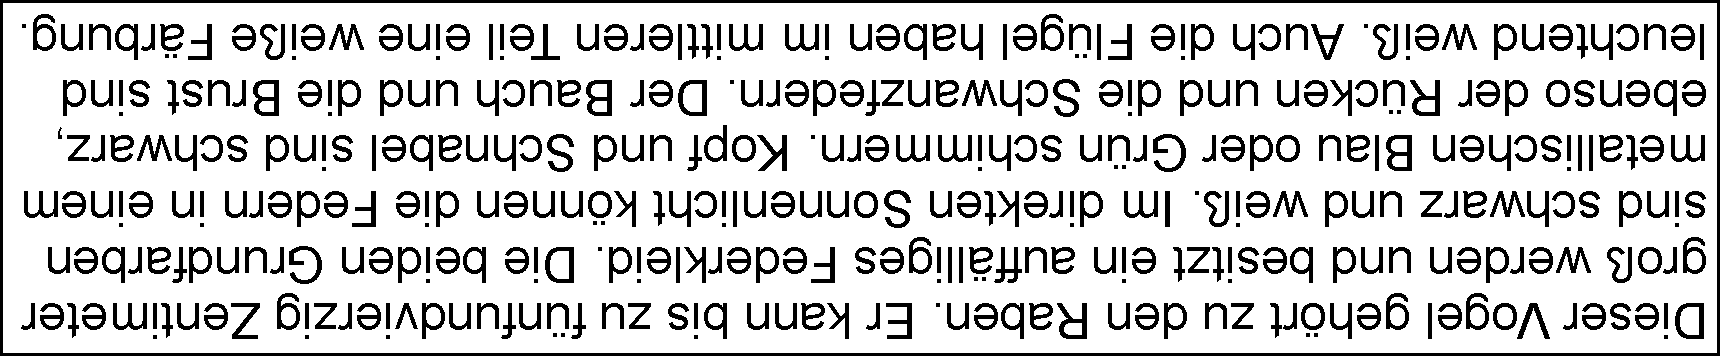 Dieser Vogel gehört zu den Raben. Er kann bis zu fünfundvierzig Zentimeter
groß werden und besitzt ein auffälliges Federkleid. Die beiden Grundfarben
sind schwarz und weiß. Im direkten Sonnenlicht können die Federn in einem
metallischen Blau oder Grün schimmern. Kopf und Schnabel sind schwarz,
ebenso der Rücken und die Schwanzfedern. Der Bauch und die Brust sind
leuchtend weiß. Auch die Flügel haben im mittleren Teil eine weiße Färbung.